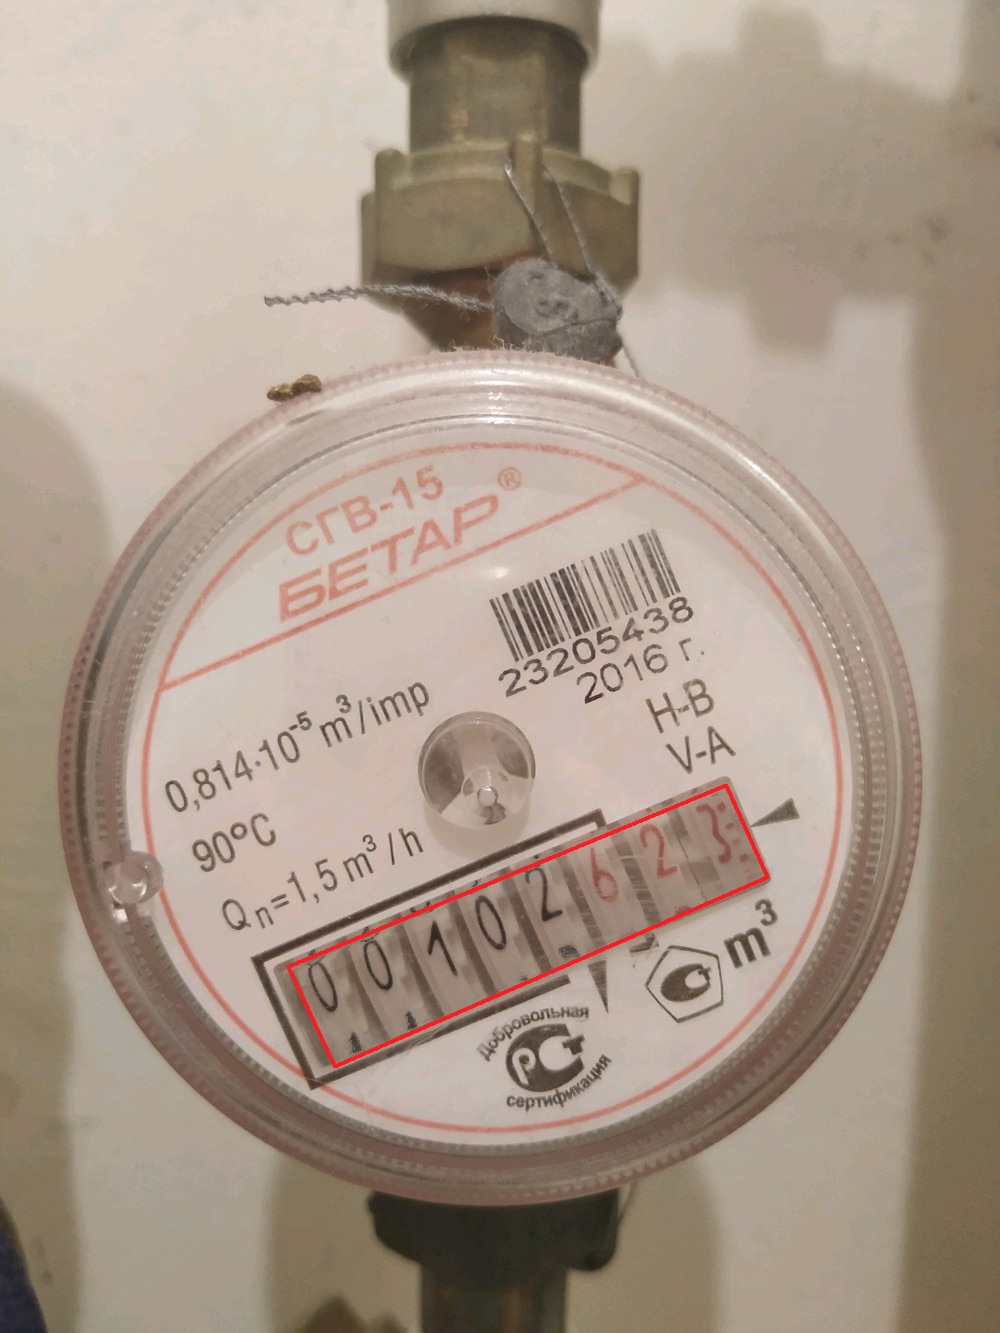 СГВ-15
БЕТАР®
23205438
2016 г.
H-B
V-A
0,814·10⁻⁵ m³/imp
90°C
Qn=1,5 m³/h
00102623
m³
Добровольная
РСт
сертификация